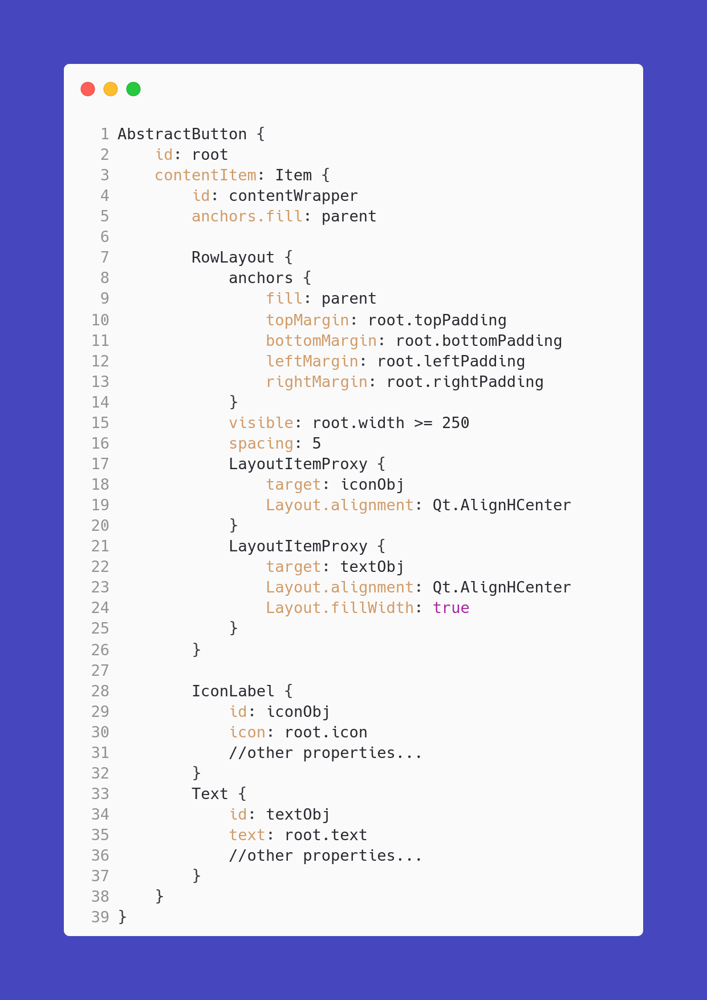 1 AbstractButton {
2     id: root
3     contentItem: Item {
4         id: contentWrapper
5         anchors.fill: parent
6
7         RowLayout {
8             anchors {
9                 fill: parent
10                 topMargin: root.topPadding
11                 bottomMargin: root.bottomPadding
12                 leftMargin: root.leftPadding
13                 rightMargin: root.rightPadding
14             }
15             visible: root.width >= 250
16             spacing: 5
17             LayoutItemProxy {
18                 target: iconObj
19                 Layout.alignment: Qt.AlignHCenter
20             }
21             LayoutItemProxy {
22                 target: textObj
23                 Layout.alignment: Qt.AlignHCenter
24                 Layout.fillWidth: true
25             }
26         }
27
28         IconLabel {
29             id: iconObj
30             icon: root.icon
31             //other properties...
32         }
33         Text {
34             id: textObj
35             text: root.text
36             //other properties...
37         }
38     }
39 }